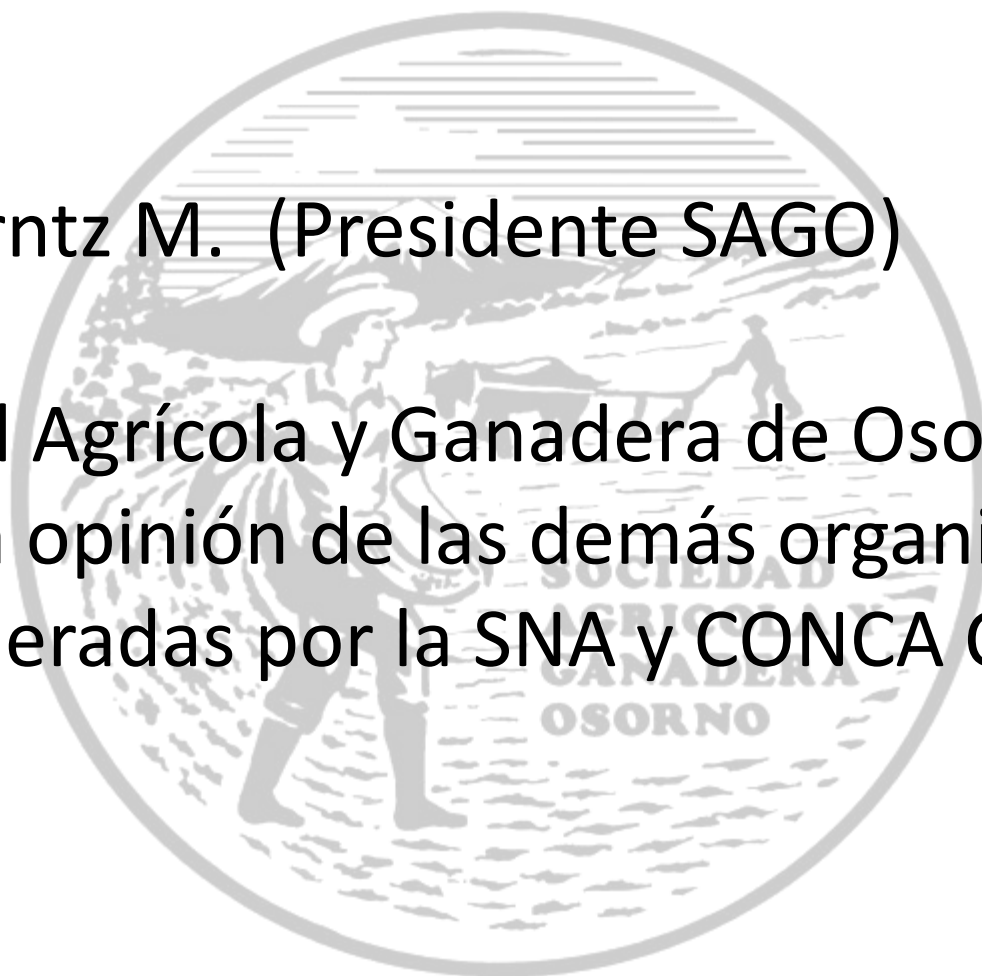 rntz M. (Presidente SAGO)
l Agrícola y Ganadera de Oso
opinión de las demás organi
eradas por la SNA y CONCA
SOCIEDAD
AGRICOLA Y
GANADERA
OSORNO